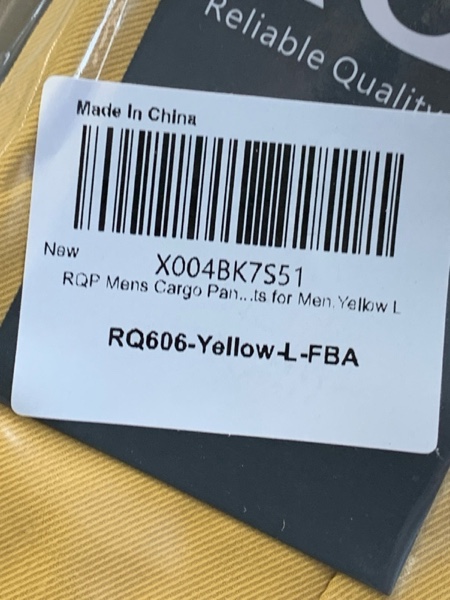 Reliable Quality
Made In China
New
X004BK7S51
RQP Mens Cargo Pan...ts for Men,Yellow L
RQ606-Yellow-L-FBA